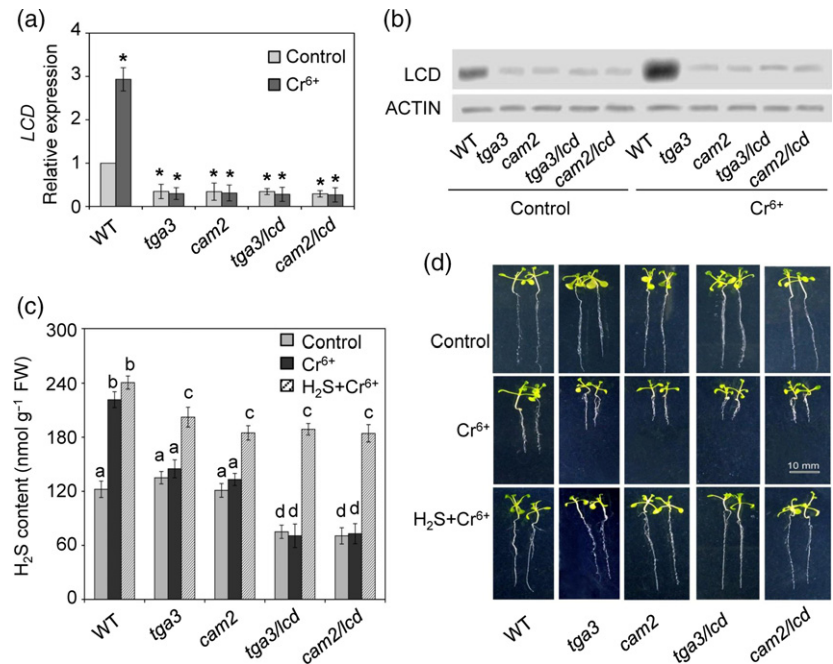 (a)
LCD
Relative expression
4
3
2
1
0
Control
Cr⁶⁺
*
* * * * * * * *
WT
tga3
cam2
tga3/lcd
cam2/lcd
(b)
LCD
ACTIN
WT tga3 cam2 tga3/lcd cam2/lcd WT tga3 cam2 tga3/lcd cam2/lcd
Control Cr⁶⁺
(c)
H₂S content (nmol g⁻¹ FW)
300
240
180
120
60
0
Control
Cr⁶⁺
H₂S+Cr⁶⁺
a b b
a a c
a a c
d d c
d d c
WT tga3 cam2 tga3/lcd cam2/lcd
(d)
Control
Cr⁶⁺
10 mm
H₂S+Cr⁶⁺
WT tga3 cam2 tga3/lcd cam2/lcd